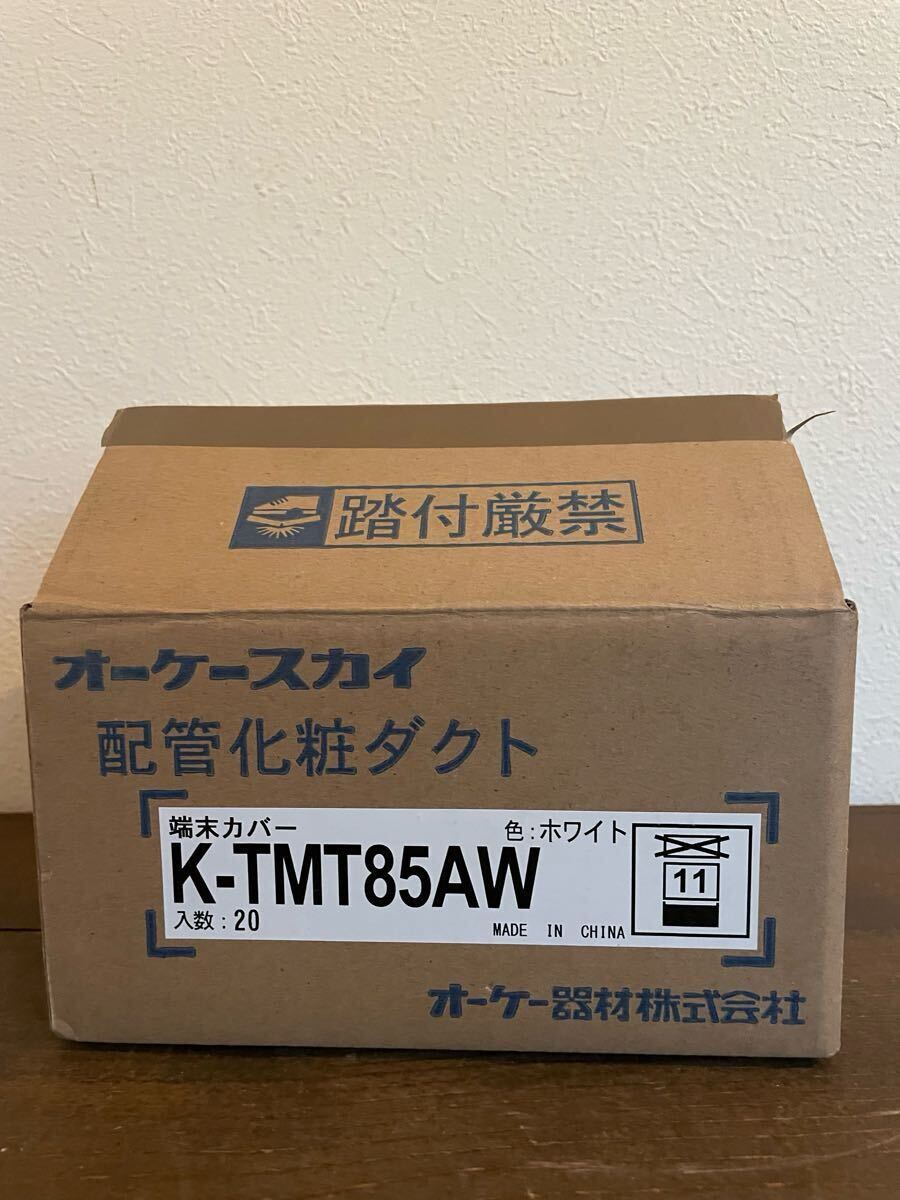 踏付厳禁
オーケースカイ
配管化粧ダクト
端末カバー 色:ホワイト
K-TMT85AW
11
入数:20 MADE IN CHINA
オーケー器材株式会社